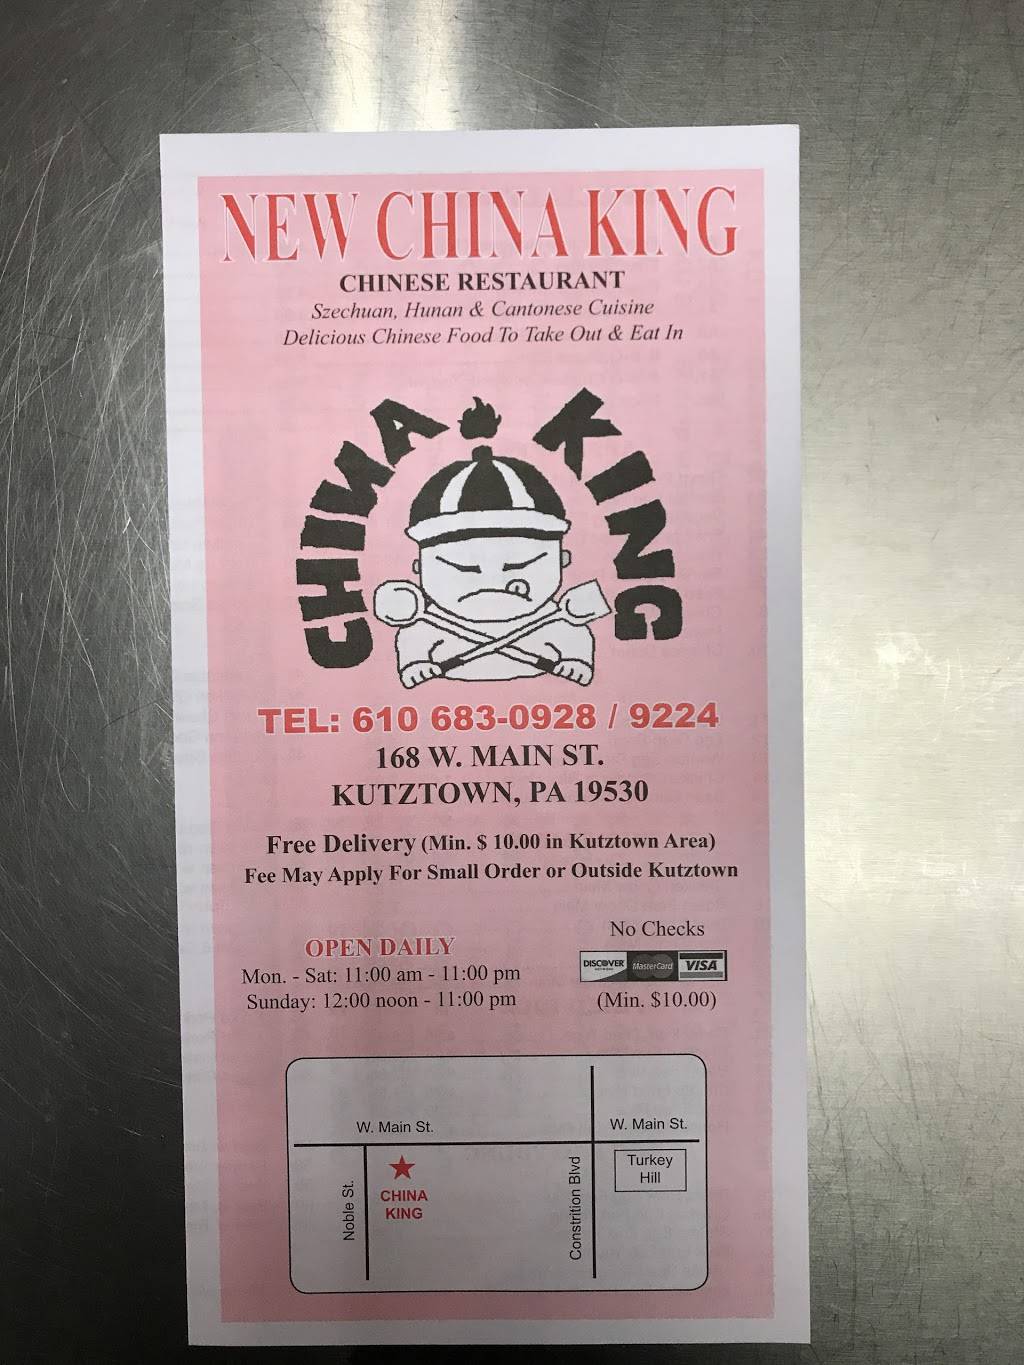 NEW CHINA KING
CHINESE RESTAURANT
Szechuan, Hunan & Cantonese Cuisine
Delicious Chinese Food To Take Out & Eat In
CHINA KING
TEL: 610 683-0928 / 9224
168 W. MAIN ST.
KUTZTOWN, PA 19530
Free Delivery (Min. $ 10.00 in Kutztown Area)
Fee May Apply For Small Order or Outside Kutztown
OPEN DAILY
Mon. - Sat: 11:00 am - 11:00 pm
Sunday: 12:00 noon - 11:00 pm
No Checks
DISCOVER MasterCard VISA
(Min. $10.00)
W. Main St.
W. Main St.
Noble St.
CHINA
KING
Constrition Blvd
Turkey
Hill